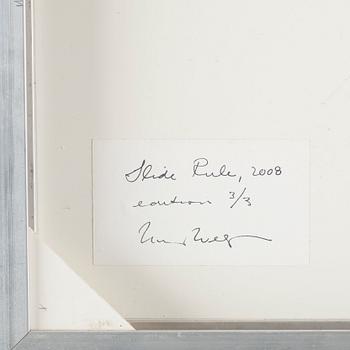 Slide Rule, 2008
edition 3/3